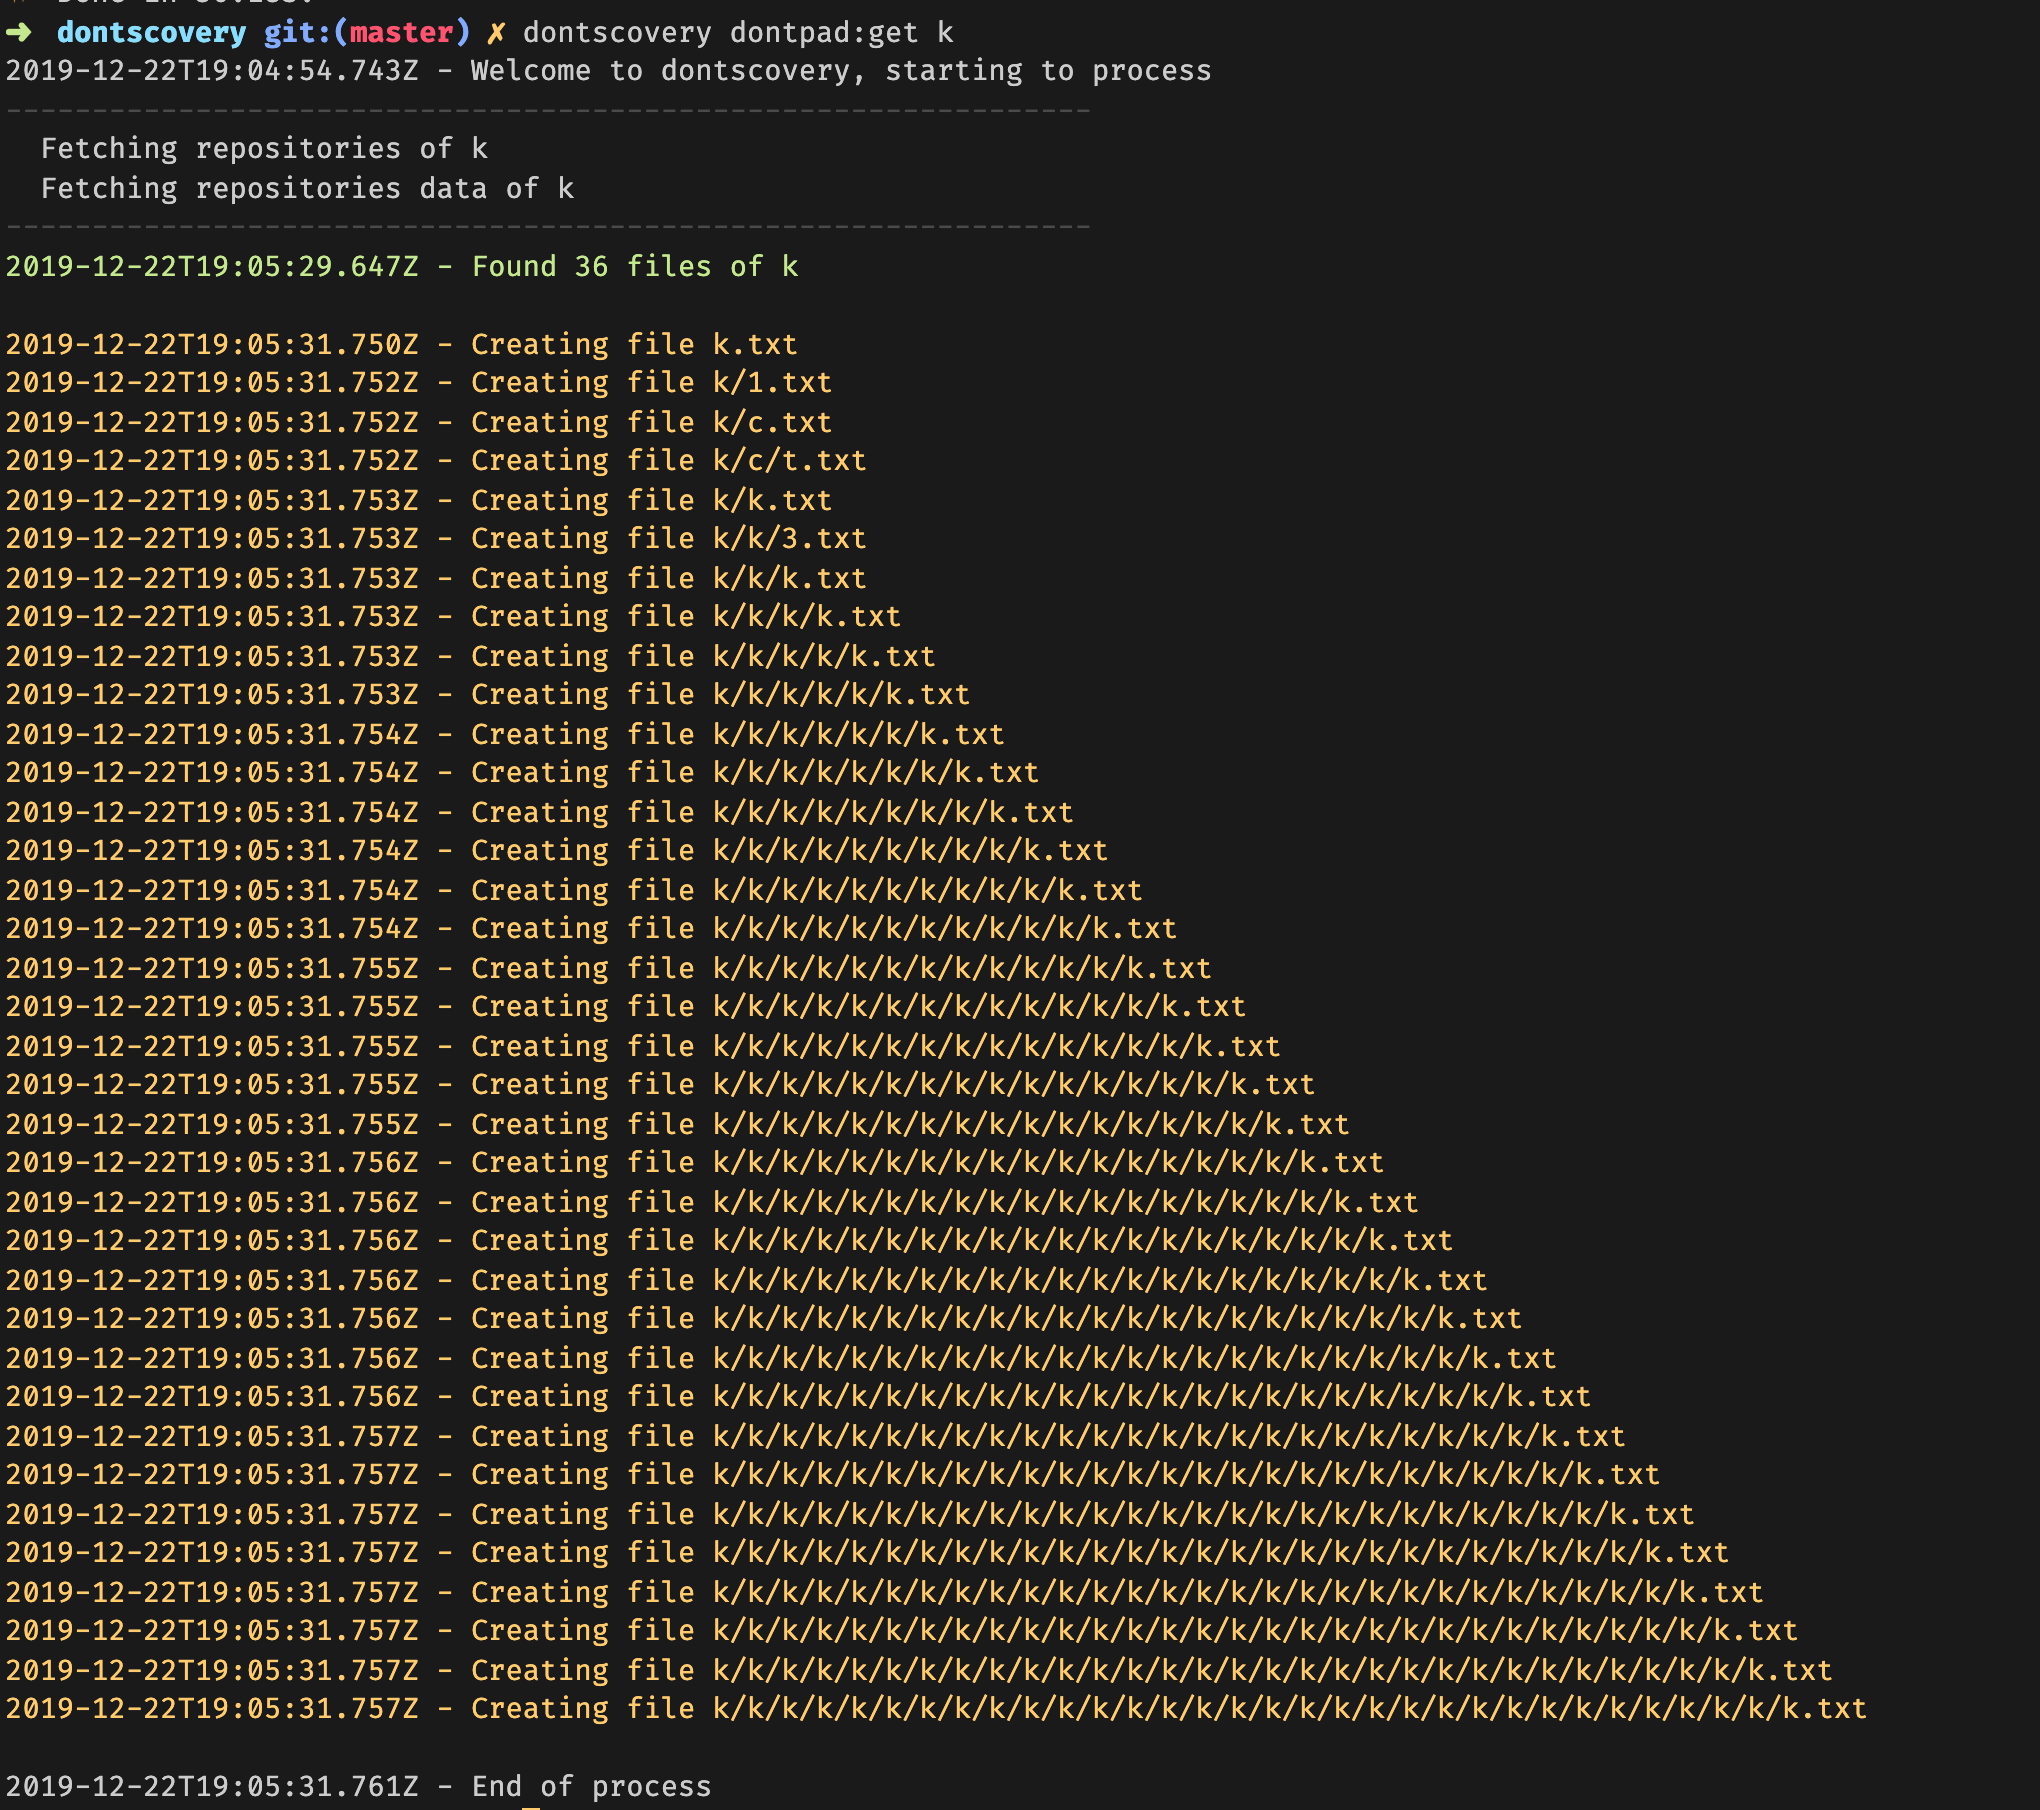 Done in
➜ dontscovery git:(master) ✗ dontscovery dontpad:get k
2019-12-22T19:04:54.743Z - Welcome to dontscovery, starting to process
---------------------------------------------------------------
Fetching repositories of k
Fetching repositories data of k
---------------------------------------------------------------
2019-12-22T19:05:29.647Z - Found 36 files of k
2019-12-22T19:05:31.750Z - Creating file k.txt
2019-12-22T19:05:31.752Z - Creating file k/1.txt
2019-12-22T19:05:31.752Z - Creating file k/c.txt
2019-12-22T19:05:31.752Z - Creating file k/c/t.txt
2019-12-22T19:05:31.753Z - Creating file k/k.txt
2019-12-22T19:05:31.753Z - Creating file k/k/3.txt
2019-12-22T19:05:31.753Z - Creating file k/k/k.txt
2019-12-22T19:05:31.753Z - Creating file k/k/k/k.txt
2019-12-22T19:05:31.753Z - Creating file k/k/k/k/k.txt
2019-12-22T19:05:31.753Z - Creating file k/k/k/k/k/k.txt
2019-12-22T19:05:31.754Z - Creating file k/k/k/k/k/k/k.txt
2019-12-22T19:05:31.754Z - Creating file k/k/k/k/k/k/k/k.txt
2019-12-22T19:05:31.754Z - Creating file k/k/k/k/k/k/k/k/k.txt
2019-12-22T19:05:31.754Z - Creating file k/k/k/k/k/k/k/k/k/k.txt
2019-12-22T19:05:31.754Z - Creating file k/k/k/k/k/k/k/k/k/k/k.txt
2019-12-22T19:05:31.754Z - Creating file k/k/k/k/k/k/k/k/k/k/k/k.txt
2019-12-22T19:05:31.755Z - Creating file k/k/k/k/k/k/k/k/k/k/k/k/k.txt
2019-12-22T19:05:31.755Z - Creating file k/k/k/k/k/k/k/k/k/k/k/k/k/k.txt
2019-12-22T19:05:31.755Z - Creating file k/k/k/k/k/k/k/k/k/k/k/k/k/k/k.txt
2019-12-22T19:05:31.755Z - Creating file k/k/k/k/k/k/k/k/k/k/k/k/k/k/k/k.txt
2019-12-22T19:05:31.755Z - Creating file k/k/k/k/k/k/k/k/k/k/k/k/k/k/k/k/k.txt
2019-12-22T19:05:31.756Z - Creating file k/k/k/k/k/k/k/k/k/k/k/k/k/k/k/k/k/k.txt
2019-12-22T19:05:31.756Z - Creating file k/k/k/k/k/k/k/k/k/k/k/k/k/k/k/k/k/k/k.txt
2019-12-22T19:05:31.756Z - Creating file k/k/k/k/k/k/k/k/k/k/k/k/k/k/k/k/k/k/k/k.txt
2019-12-22T19:05:31.756Z - Creating file k/k/k/k/k/k/k/k/k/k/k/k/k/k/k/k/k/k/k/k/k.txt
2019-12-22T19:05:31.756Z - Creating file k/k/k/k/k/k/k/k/k/k/k/k/k/k/k/k/k/k/k/k/k/k.txt
2019-12-22T19:05:31.756Z - Creating file k/k/k/k/k/k/k/k/k/k/k/k/k/k/k/k/k/k/k/k/k/k/k.txt
2019-12-22T19:05:31.756Z - Creating file k/k/k/k/k/k/k/k/k/k/k/k/k/k/k/k/k/k/k/k/k/k/k/k.txt
2019-12-22T19:05:31.757Z - Creating file k/k/k/k/k/k/k/k/k/k/k/k/k/k/k/k/k/k/k/k/k/k/k/k/k.txt
2019-12-22T19:05:31.757Z - Creating file k/k/k/k/k/k/k/k/k/k/k/k/k/k/k/k/k/k/k/k/k/k/k/k/k/k.txt
2019-12-22T19:05:31.757Z - Creating file k/k/k/k/k/k/k/k/k/k/k/k/k/k/k/k/k/k/k/k/k/k/k/k/k/k/k.txt
2019-12-22T19:05:31.757Z - Creating file k/k/k/k/k/k/k/k/k/k/k/k/k/k/k/k/k/k/k/k/k/k/k/k/k/k/k/k.txt
2019-12-22T19:05:31.757Z - Creating file k/k/k/k/k/k/k/k/k/k/k/k/k/k/k/k/k/k/k/k/k/k/k/k/k/k/k/k/k.txt
2019-12-22T19:05:31.757Z - Creating file k/k/k/k/k/k/k/k/k/k/k/k/k/k/k/k/k/k/k/k/k/k/k/k/k/k/k/k/k/k.txt
2019-12-22T19:05:31.757Z - Creating file k/k/k/k/k/k/k/k/k/k/k/k/k/k/k/k/k/k/k/k/k/k/k/k/k/k/k/k/k/k/k.txt
2019-12-22T19:05:31.757Z - Creating file k/k/k/k/k/k/k/k/k/k/k/k/k/k/k/k/k/k/k/k/k/k/k/k/k/k/k/k/k/k/k/k.txt
2019-12-22T19:05:31.761Z - End of process